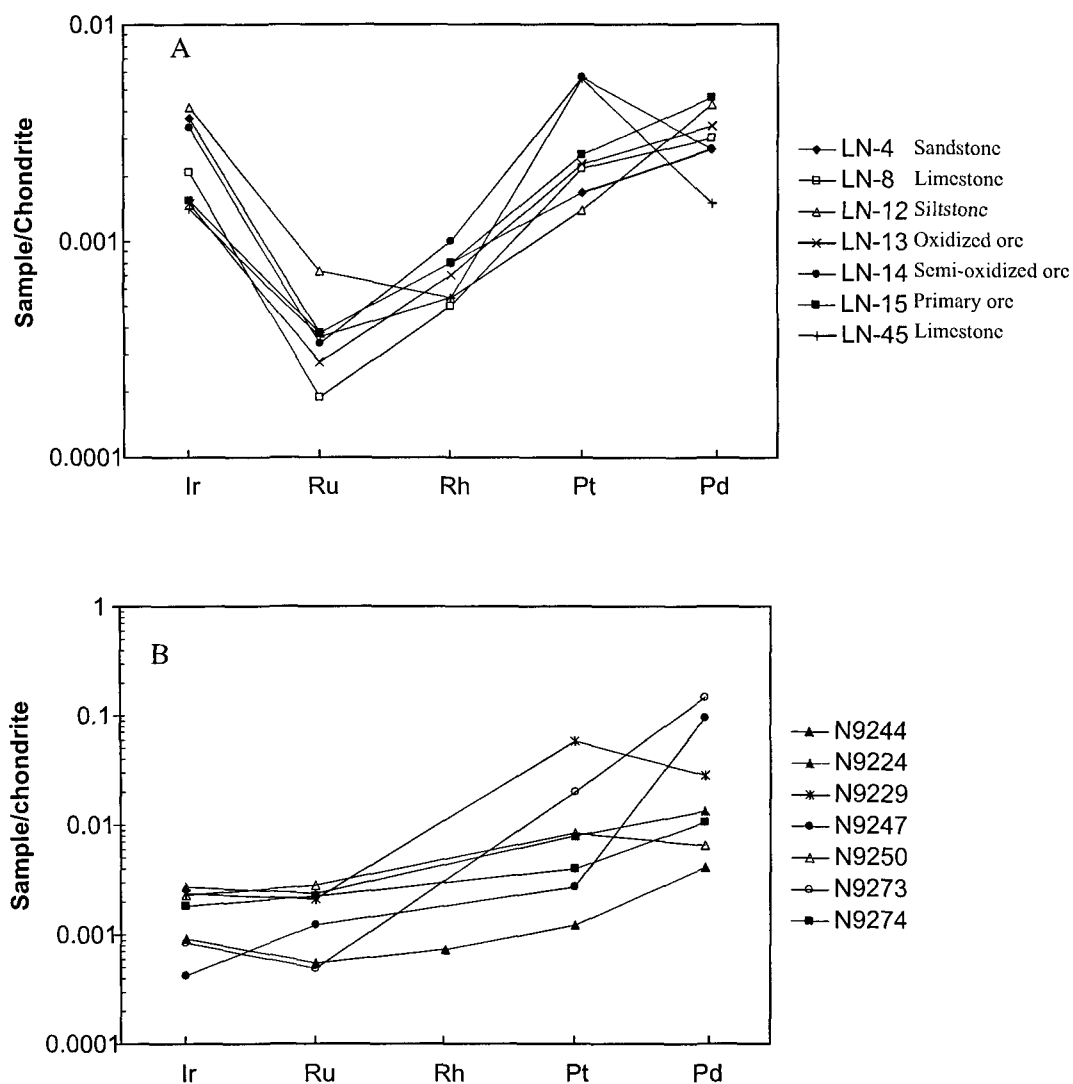 A
0.01
0.001
0.0001
Sample/Chondrite
Ir Ru Rh Pt Pd
LN-4 Sandstone
LN-8 Limestone
LN-12 Siltstone
LN-13 Oxidized ore
LN-14 Semi-oxidized ore
LN-15 Primary ore
LN-45 Limestone
B
1
0.1
0.01
0.001
0.0001
Sample/chondrite
Ir Ru Rh Pt Pd
N9244
N9224
N9229
N9247
N9250
N9273
N9274